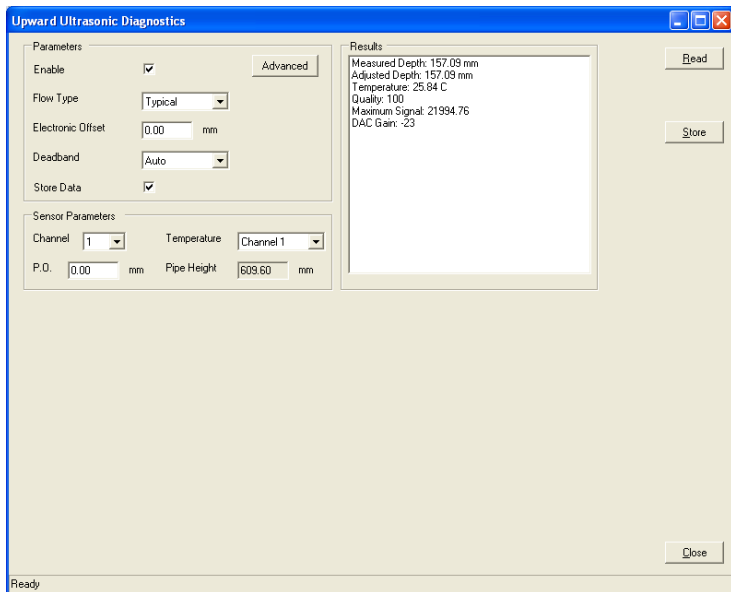 Upward Ultrasonic Diagnostics
Parameters
Enable
Advanced
Flow Type Typical
Electronic Offset 0.00 mm
Deadband Auto
Store Data
Sensor Parameters
Channel 1 Temperature Channel 1
P.O. 0.00 mm Pipe Height 609.60 mm
Results
Measured Depth: 157.09 mm
Adjusted Depth: 157.09 mm
Temperature: 25.84 C
Quality: 100
Maximum Signal: 21994.76
DAC Gain: -23
Read
Store
Close
Ready